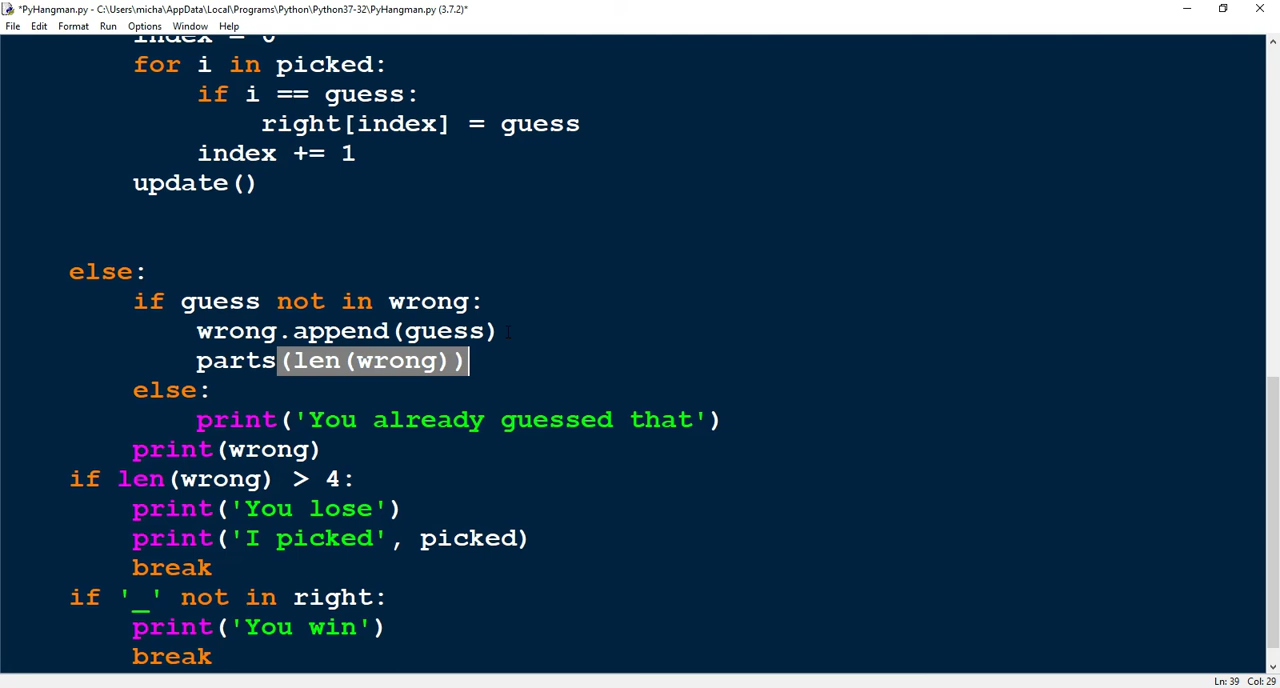 *PyHangman.py - C:\Users\micha\AppData\Local\Programs\Python\Python37-32\PyHangman.py (3.7.2)*
File Edit Format Run Options Window Help
index = 0
for i in picked:
if i == guess:
right[index] = guess
index += 1
update()
else:
if guess not in wrong:
wrong.append(guess)
parts(len(wrong))
else:
print('You already guessed that')
print(wrong)
if len(wrong) > 4:
print('You lose')
print('I picked', picked)
break
if '_' not in right:
print('You win')
break
Ln: 39 Col: 29